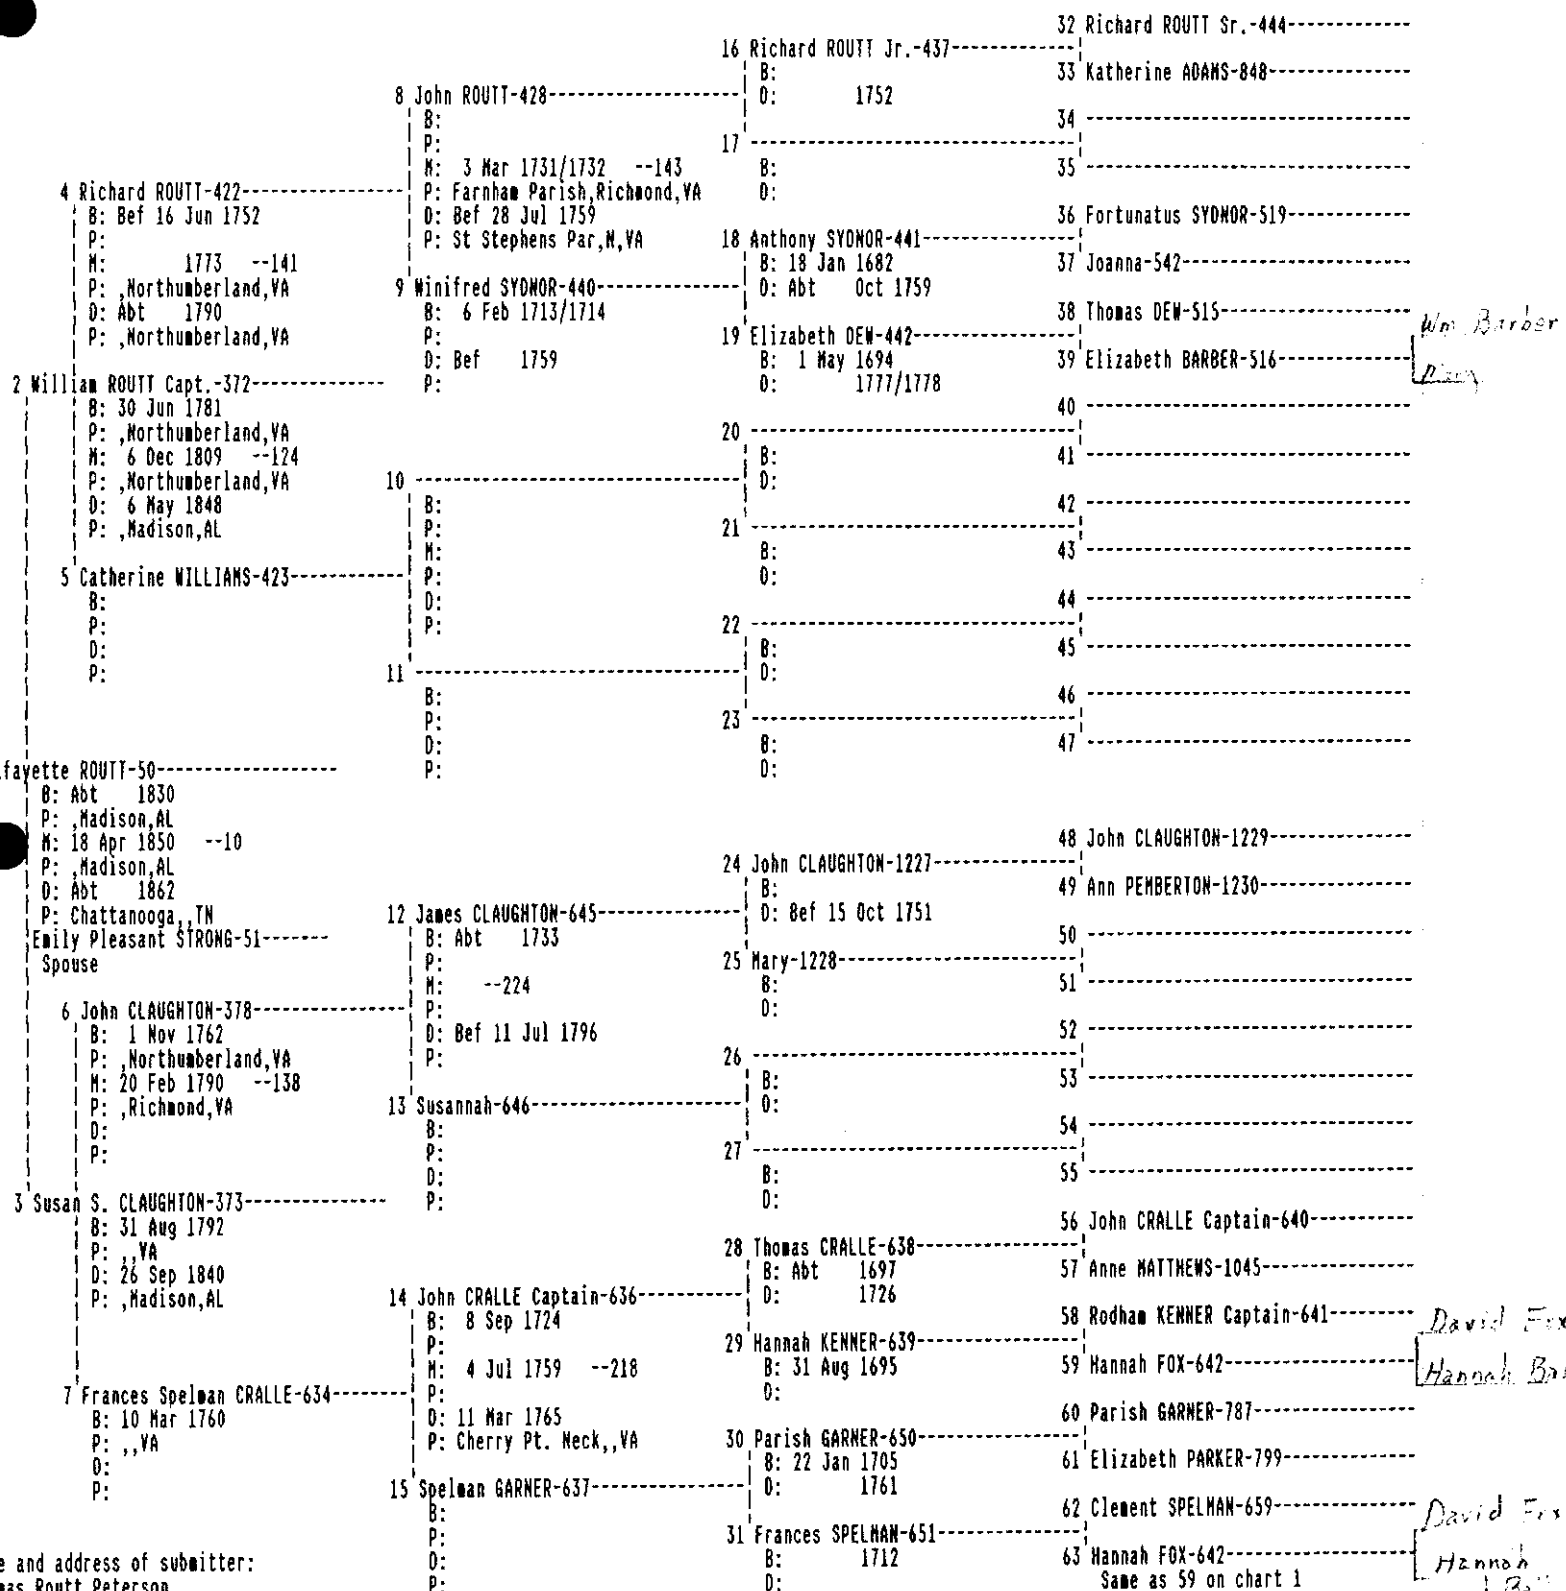 32 Richard ROUTT Sr.-444-------------
16 Richard ROUTT Jr.-437-------------
B:
33 Katherine ADAMS-848---------------
8 John ROUTT-428--------------------
D: 1752
B:
34 ----------------------------------
P:
17 ----------------------------------
M: 3 Mar 1731/1732 --143
B:
35 ----------------------------------
4 Richard ROUTT-422----------------
P: Farnham Parish,Richmond,VA
D:
B: Bef 16 Jun 1752
D: Bef 28 Jul 1759
36 Fortunatus SYDNOR-519------------
P:
P: St Stephens Par,N,VA
18 Anthony SYDNOR-441----------------
M: 1773 --141
B: 18 Jan 1682
37 Joanna-542------------------------
P: ,Northumberland,VA
9 Winifred SYDNOR-440---------------
D: Abt Oct 1759
D: Abt 1790
B: 6 Feb 1713/1714
38 Thomas DEW-515--------------------
P: ,Northumberland,VA
P:
19 Elizabeth DEW-442----------------
Wm Barber
D: Bef 1759
B: 1 May 1694
39 Elizabeth BARBER-516--------------
2 William ROUTT Capt.-372--------------
P:
D: 1777/1778
B: 30 Jun 1781
40 ----------------------------------
P: ,Northumberland,VA
20 ----------------------------------
M: 6 Dec 1809 --124
B:
41 ----------------------------------
P: ,Northumberland,VA
10 ----------------------------------
D:
D: 6 May 1848
B:
42 ----------------------------------
P: ,Madison,AL
P:
21 ----------------------------------
M:
B:
43 ----------------------------------
5 Catherine WILLIAMS-423------------
P:
D:
B:
D:
44 ----------------------------------
P:
P:
22 ----------------------------------
D:
B:
45 ----------------------------------
P:
11 ----------------------------------
D:
B:
46 ----------------------------------
P:
23 ----------------------------------
D:
B:
47 ----------------------------------
fayette ROUTT-50-------------------
P:
D:
B: Abt 1830
P: ,Madison,AL
M: 18 Apr 1850 --10
48 John CLAUGHTON-1229---------------
P: ,Madison,AL
24 John CLAUGHTON-1227---------------
D: Abt 1862
B:
49 Ann PEMBERTON-1230----------------
P: Chattanooga,,TN
12 James CLAUGHTON-645---------------
D: Bef 15 Oct 1751
Emily Pleasant STRONG-51-------
B: Abt 1733
50 ----------------------------------
Spouse
P:
25 Mary-1228-------------------------
M: --224
B:
51 ----------------------------------
6 John CLAUGHTON-378----------------
P:
D:
B: 1 Nov 1762
D: Bef 11 Jul 1796
52 ----------------------------------
P: ,Northumberland,VA
P:
26 ----------------------------------
M: 20 Feb 1790 --138
B:
53 ----------------------------------
P: ,Richmond,VA
13 Susannah-646----------------------
D:
D:
B:
54 ----------------------------------
P:
P:
27 ----------------------------------
D:
B:
55 ----------------------------------
3 Susan S. CLAUGHTON-373---------------
P:
D:
B: 31 Aug 1792
56 John CRALLE Captain-640-----------
P: ,,VA
28 Thomas CRALLE-638-----------------
D: 26 Sep 1840
B: Abt 1697
57 Anne MATTHEWS-1045----------------
P: ,Madison,AL
14 John CRALLE Captain-636-----------
D: 1726
B: 8 Sep 1724
58 Rodham KENNER Captain-641---------
David Fox
P:
29 Hannah KENNER-639-----------------
M: 4 Jul 1759 --218
B: 31 Aug 1695
59 Hannah FOX-642--------------------
Hannah
7 Frances Spelman CRALLE-634--------
P:
D:
B: 10 Mar 1760
D: 11 Mar 1765
60 Parish GARNER-787-----------------
P: ,,VA
P: Cherry Pt. Neck,,VA
30 Parish GARNER-650-----------------
D:
B: 22 Jan 1705
61 Elizabeth PARKER-799--------------
P:
15 Spelman GARNER-637----------------
D: 1761
B:
62 Clement SPELMAN-659---------------
David Fox
P:
31 Frances SPELMAN-651---------------
e and address of submitter:
D:
B: 1712
63 Hannah FOX-642--------------------
Hannah
mas Routt Peterson
P:
D:
Same as 59 on chart 1